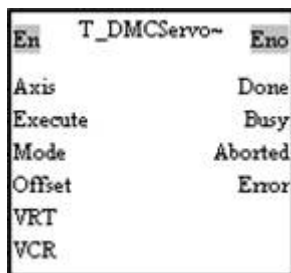 En T_DMCServo~ Eno
Axis Done
Execute Busy
Mode Aborted
Offset Error
VRT
VCR